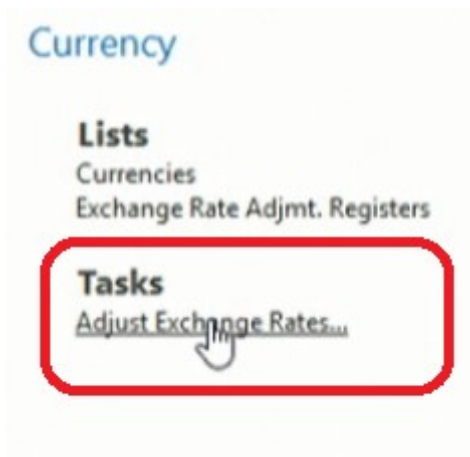 Currency
Lists
Currencies
Exchange Rate Adjmt. Registers
Tasks
Adjust Exchange Rates...